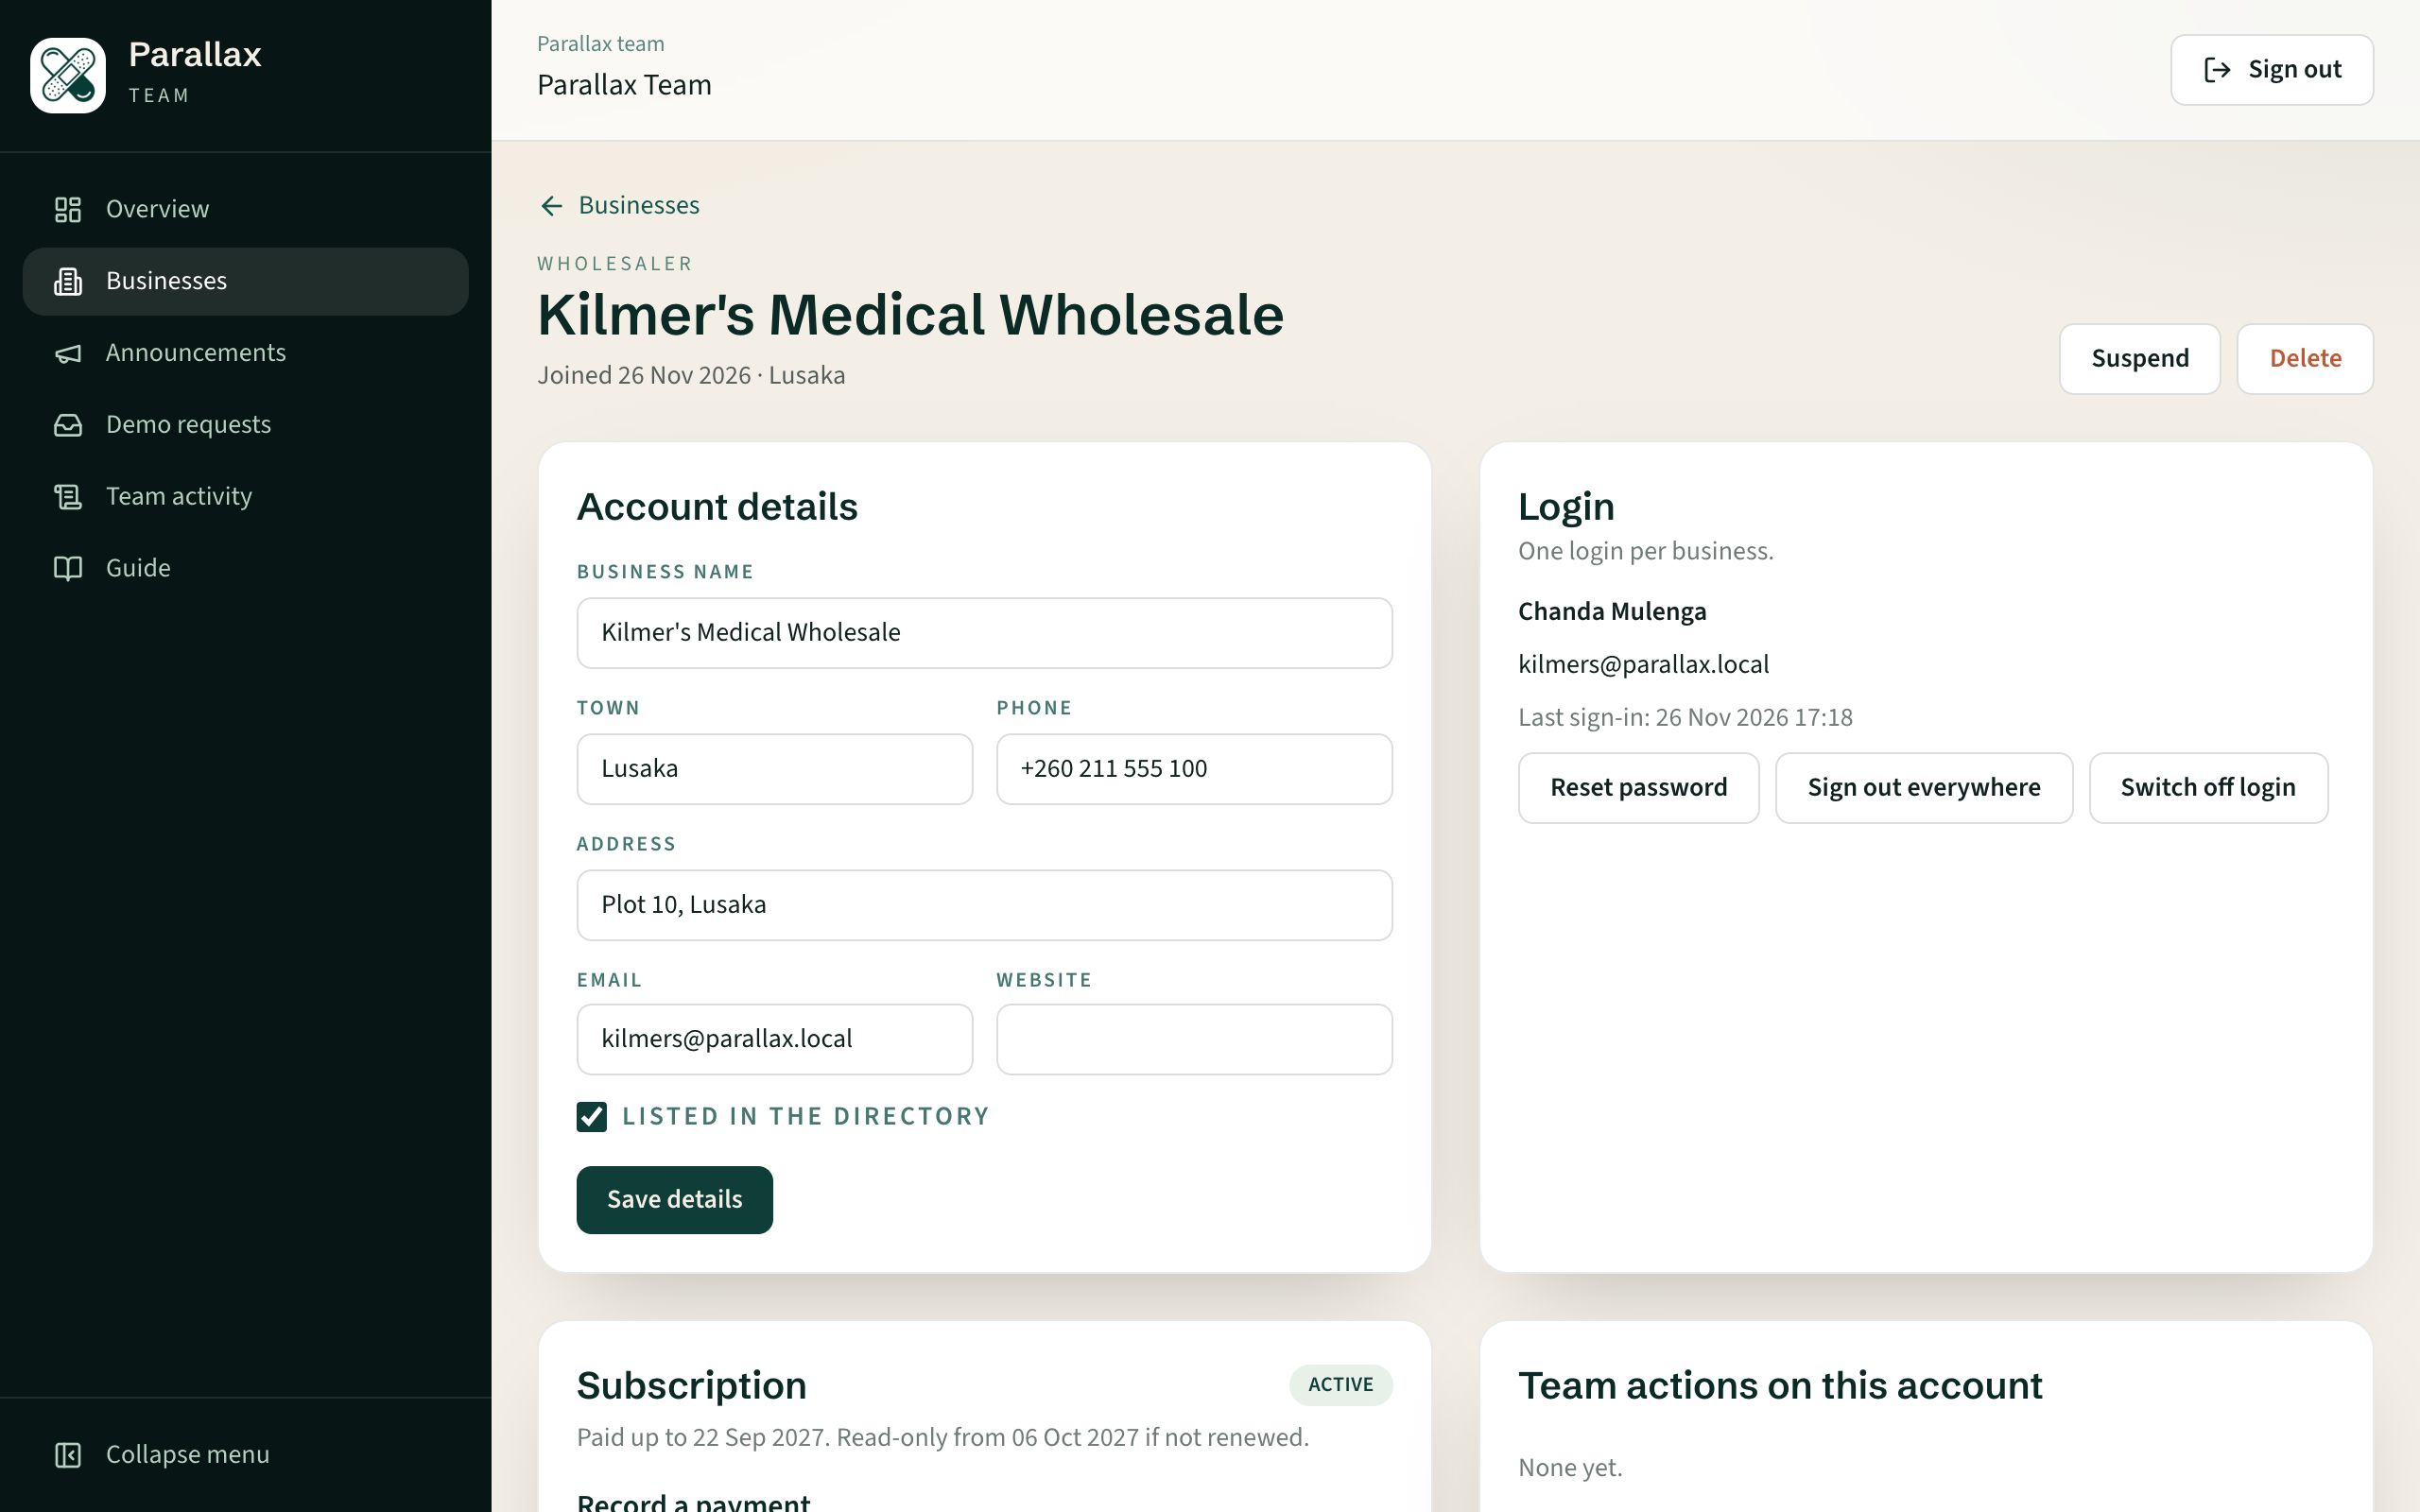 Parallax
TEAM
Overview
Businesses
Announcements
Demo requests
Team activity
Guide
Collapse menu
Parallax team
Parallax Team
Sign out
Businesses
WHOLESALER
Kilmer's Medical Wholesale
Joined 26 Nov 2026 · Lusaka
Suspend
Delete
Account details
BUSINESS NAME
Kilmer's Medical Wholesale
TOWN
PHONE
Lusaka
+260 211 555 100
ADDRESS
Plot 10, Lusaka
EMAIL
WEBSITE
kilmers@parallax.local
LISTED IN THE DIRECTORY
Save details
Login
One login per business.
Chanda Mulenga
kilmers@parallax.local
Last sign-in: 26 Nov 2026 17:18
Reset password
Sign out everywhere
Switch off login
Subscription
ACTIVE
Paid up to 22 Sep 2027. Read-only from 06 Oct 2027 if not renewed.
Record a payment
Team actions on this account
None yet.